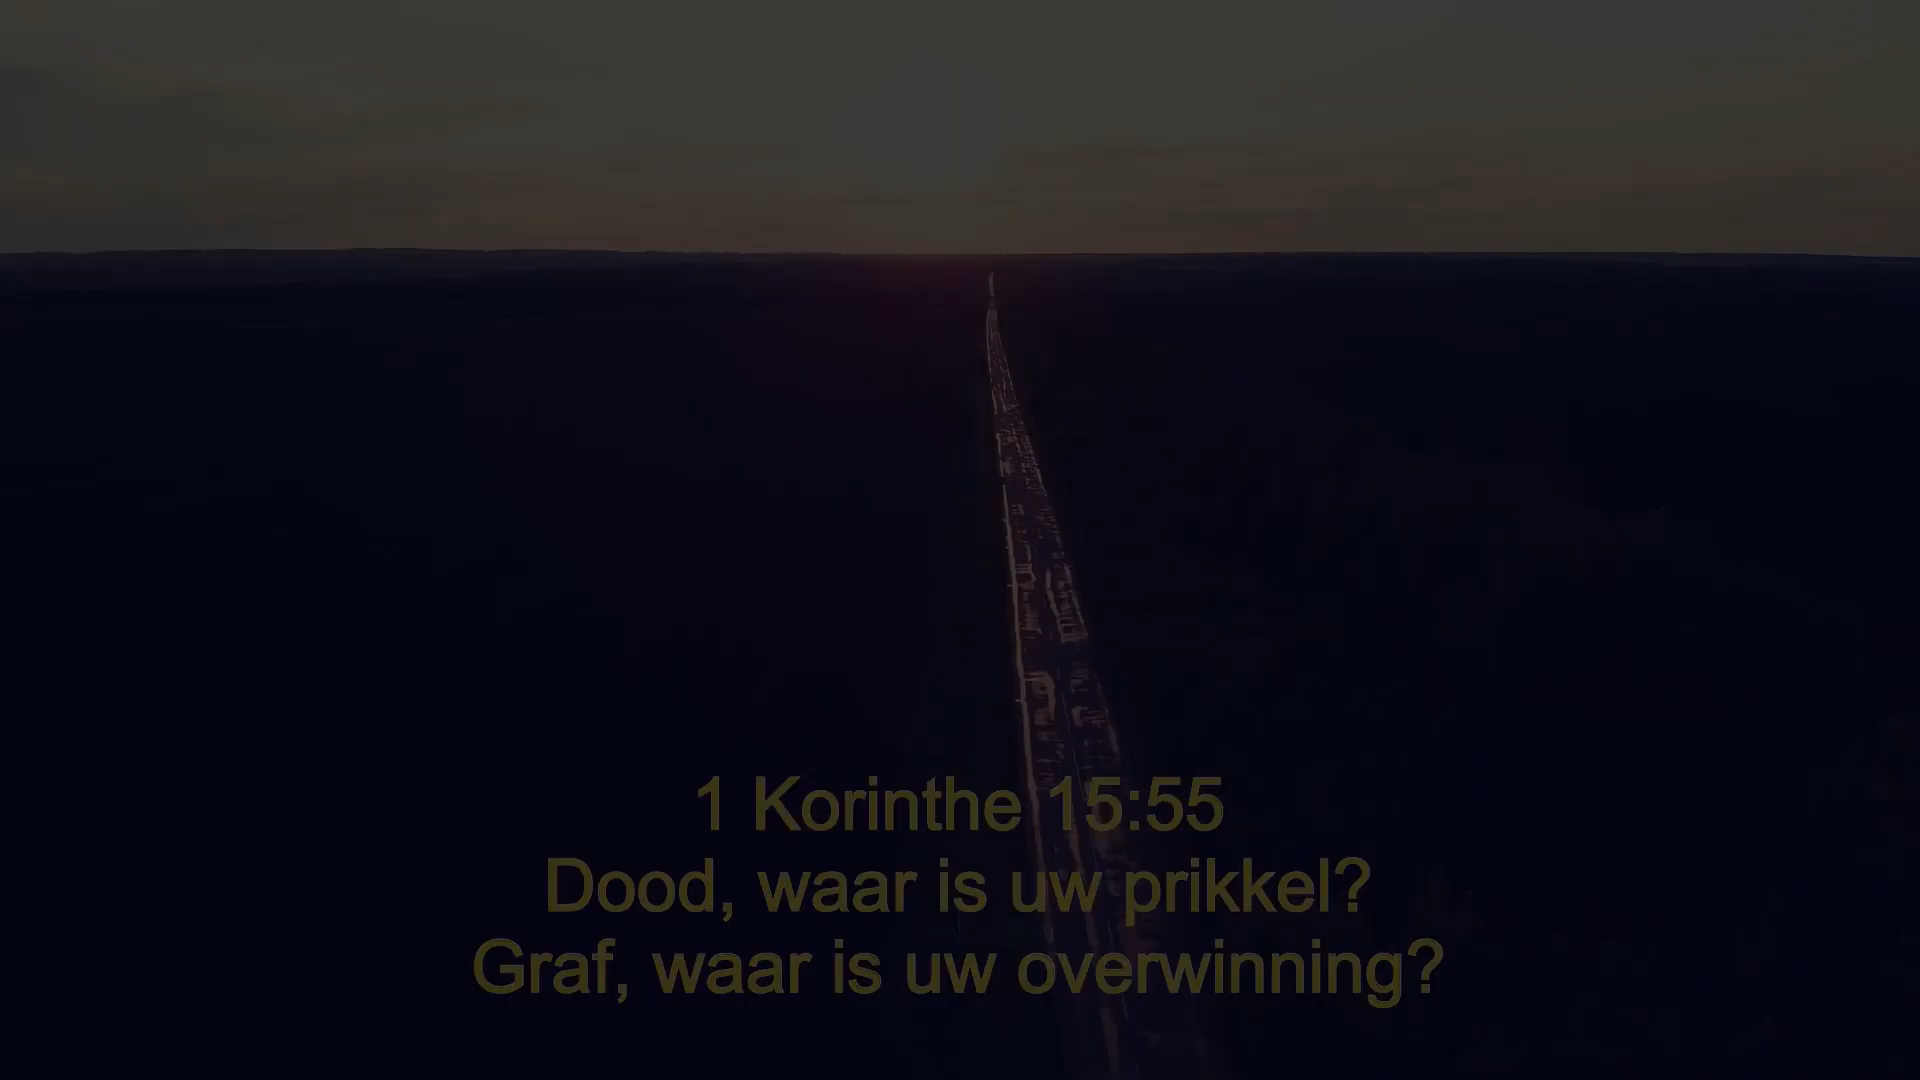 1 Korinthe 15:55
Dood, waar is uw prikkel?
Graf, waar is uw overwinning?